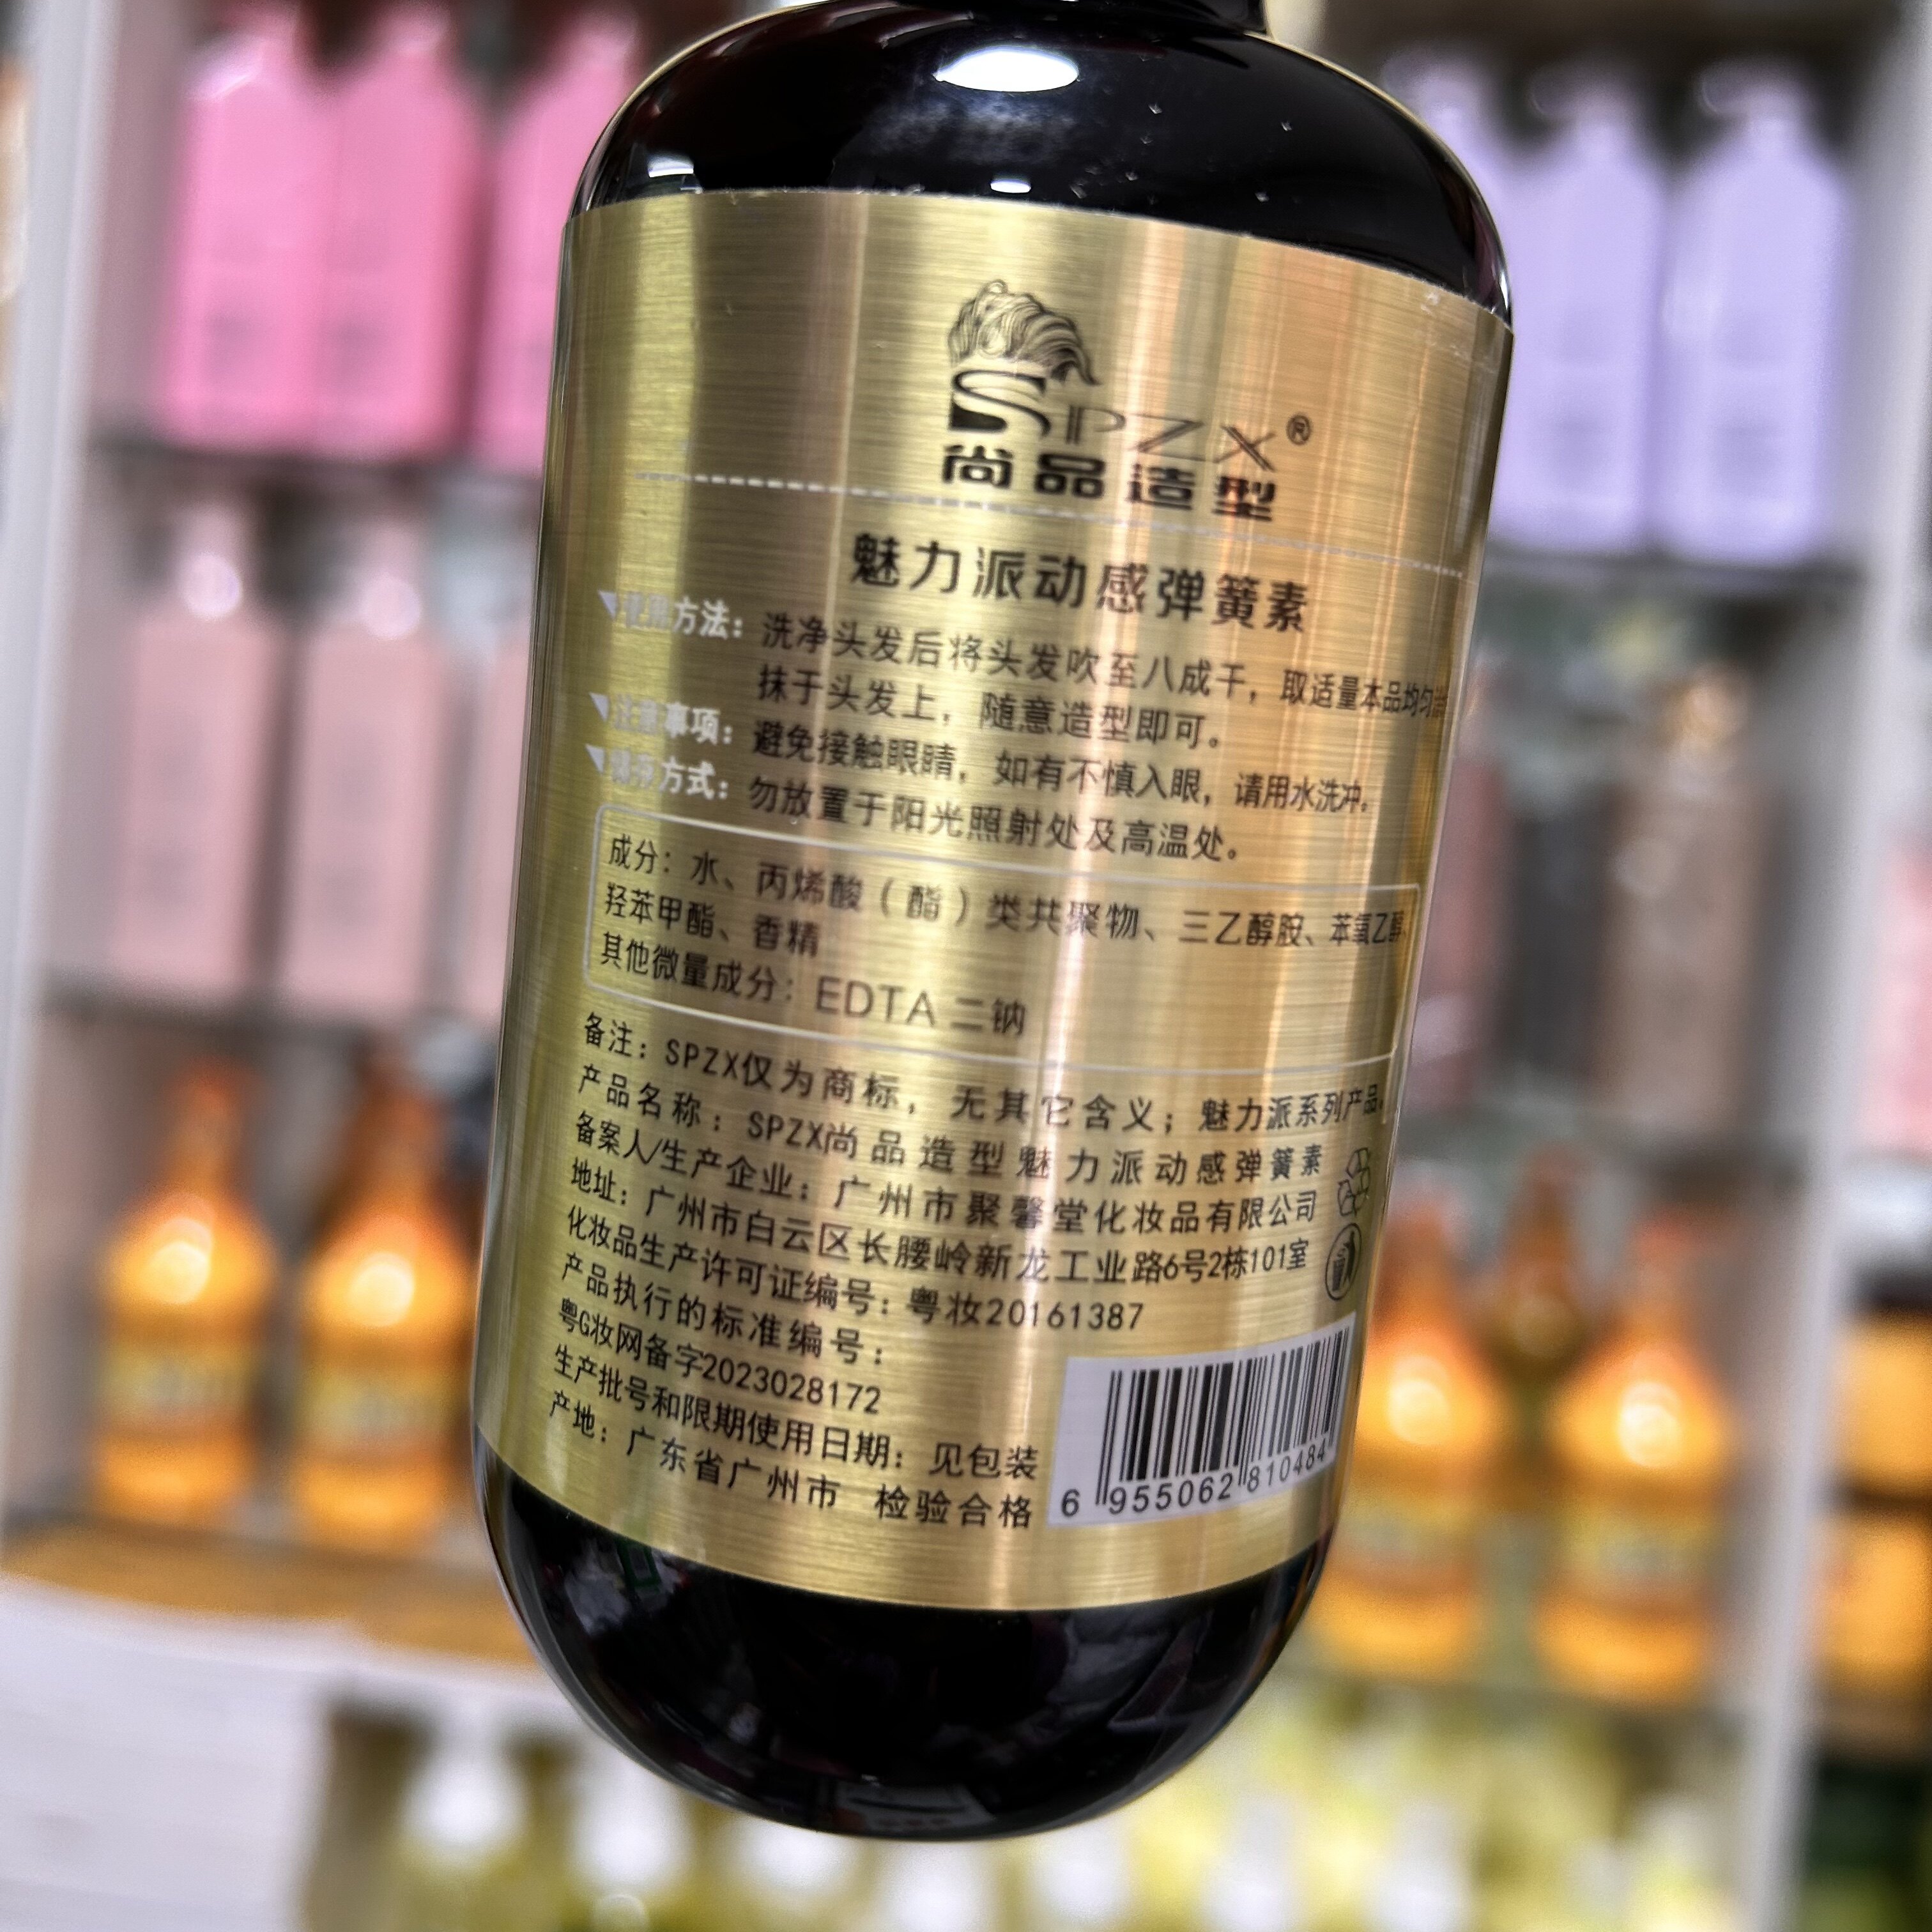 SPZX®
尚品造型
魅力派动感弹簧素
使用方法：洗净头发后将头发吹至八成干，取适量本品均匀涂
抹于头发上，随意造型即可。
注意事项：避免接触眼睛，如有不慎入眼，请用水洗冲。
储存方式：勿放置于阳光照射处及高温处。
成分：水、丙烯酸（酯）类共聚物、三乙醇胺、苯氧乙醇、
羟苯甲酯、香精
其他微量成分：EDTA 二钠
备注：SPZX仅为商标，无其它含义；魅力派系列产品。
产品名称：SPZX尚品造型魅力派动感弹簧素
备案人/生产企业：广州市聚馨堂化妆品有限公司
地址：广州市白云区长腰岭新龙工业路6号2栋101室
化妆品生产许可证编号：粤妆20161387
产品执行的标准编号：
粤G妆网备字2023028172
生产批号和限期使用日期：见包装
产地：广东省广州市 检验合格
6 955062 810484